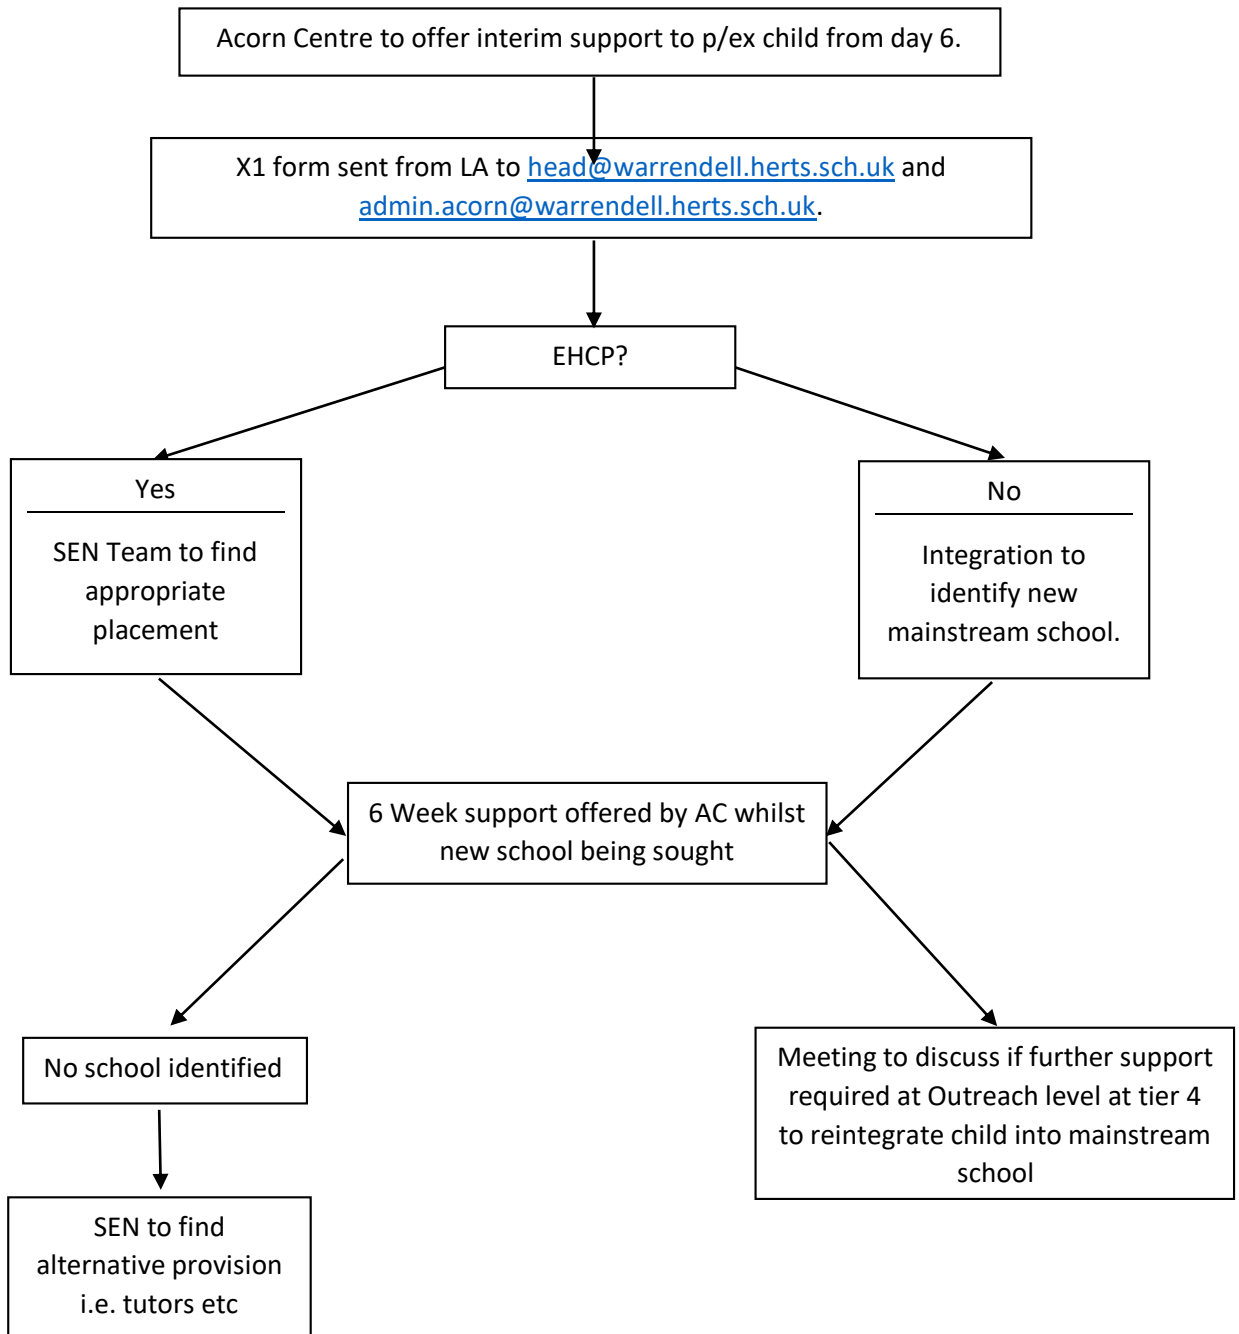 Acorn Centre to offer interim support to p/ex child from day 6.
X1 form sent from LA to head@warrendell.herts.sch.uk and
admin.acorn@warrendell.herts.sch.uk.
EHCP?
Yes
SEN Team to find
appropriate
placement
No
Integration to
identify new
mainstream school.
6 Week support offered by AC whilst
new school being sought
No school identified
SEN to find
alternative provision
i.e. tutors etc
Meeting to discuss if further support
required at Outreach level at tier 4
to reintegrate child into mainstream
school